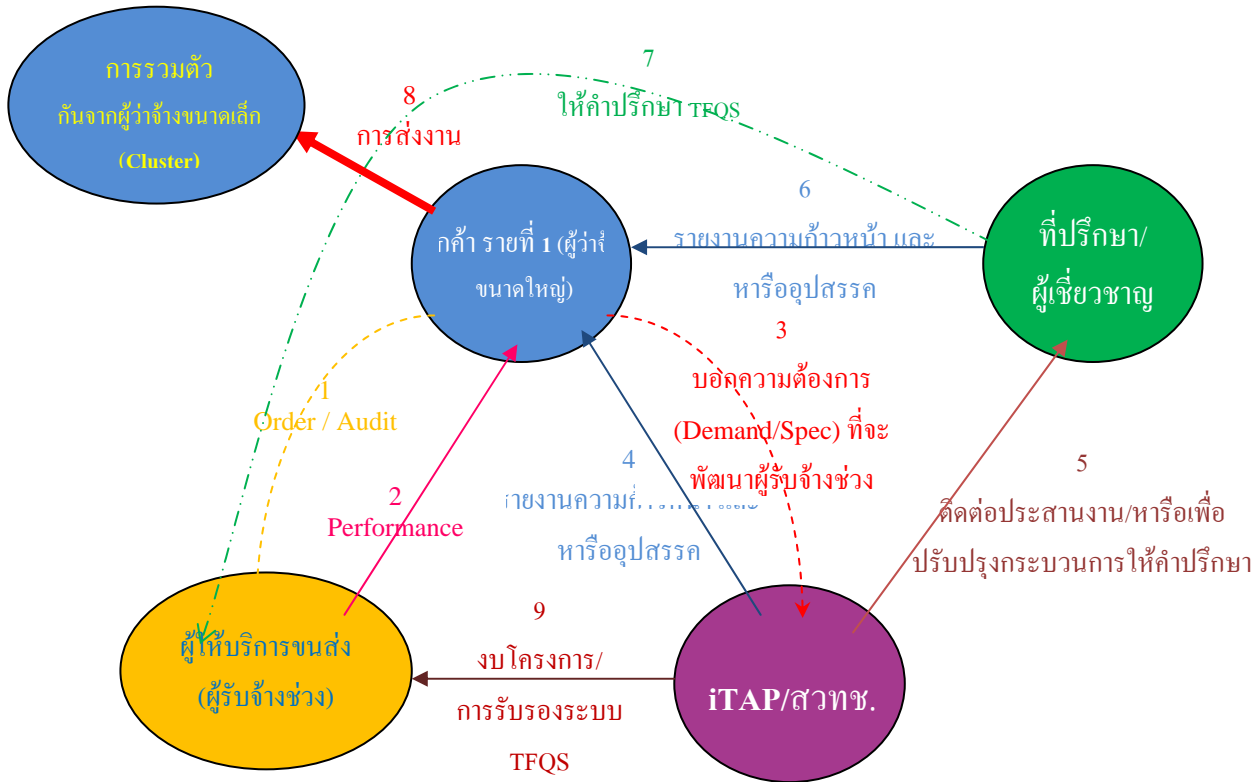 การรวมตัว
กันจากผู้ว่าจ้างขนาดเล็ก
(Cluster)
8
การส่งงาน
7
ให้คำปรึกษา TFQS
6
รายงานความก้าวหน้า และ
หารืออุปสรรค
รายที่ 1
ขนาดใหญ่)
ที่ปรึกษา/
ผู้เชี่ยวชาญ
3
บอกความต้องการ
(Demand/Spec) ที่จะ
พัฒนาผู้รับจ้างช่วง
1
Order / Audit
2
Performance
4
หารืออุปสรรค
5
ติดต่อประสานงาน/หารือเพื่อ
ปรับปรุงกระบวนการให้คำปรึกษา
ผู้ให้บริการขนส่ง
(ผู้รับจ้างช่วง)
9
งบโครงการ/
การรับรองระบบ
TFQS
iTAP/สวทช.